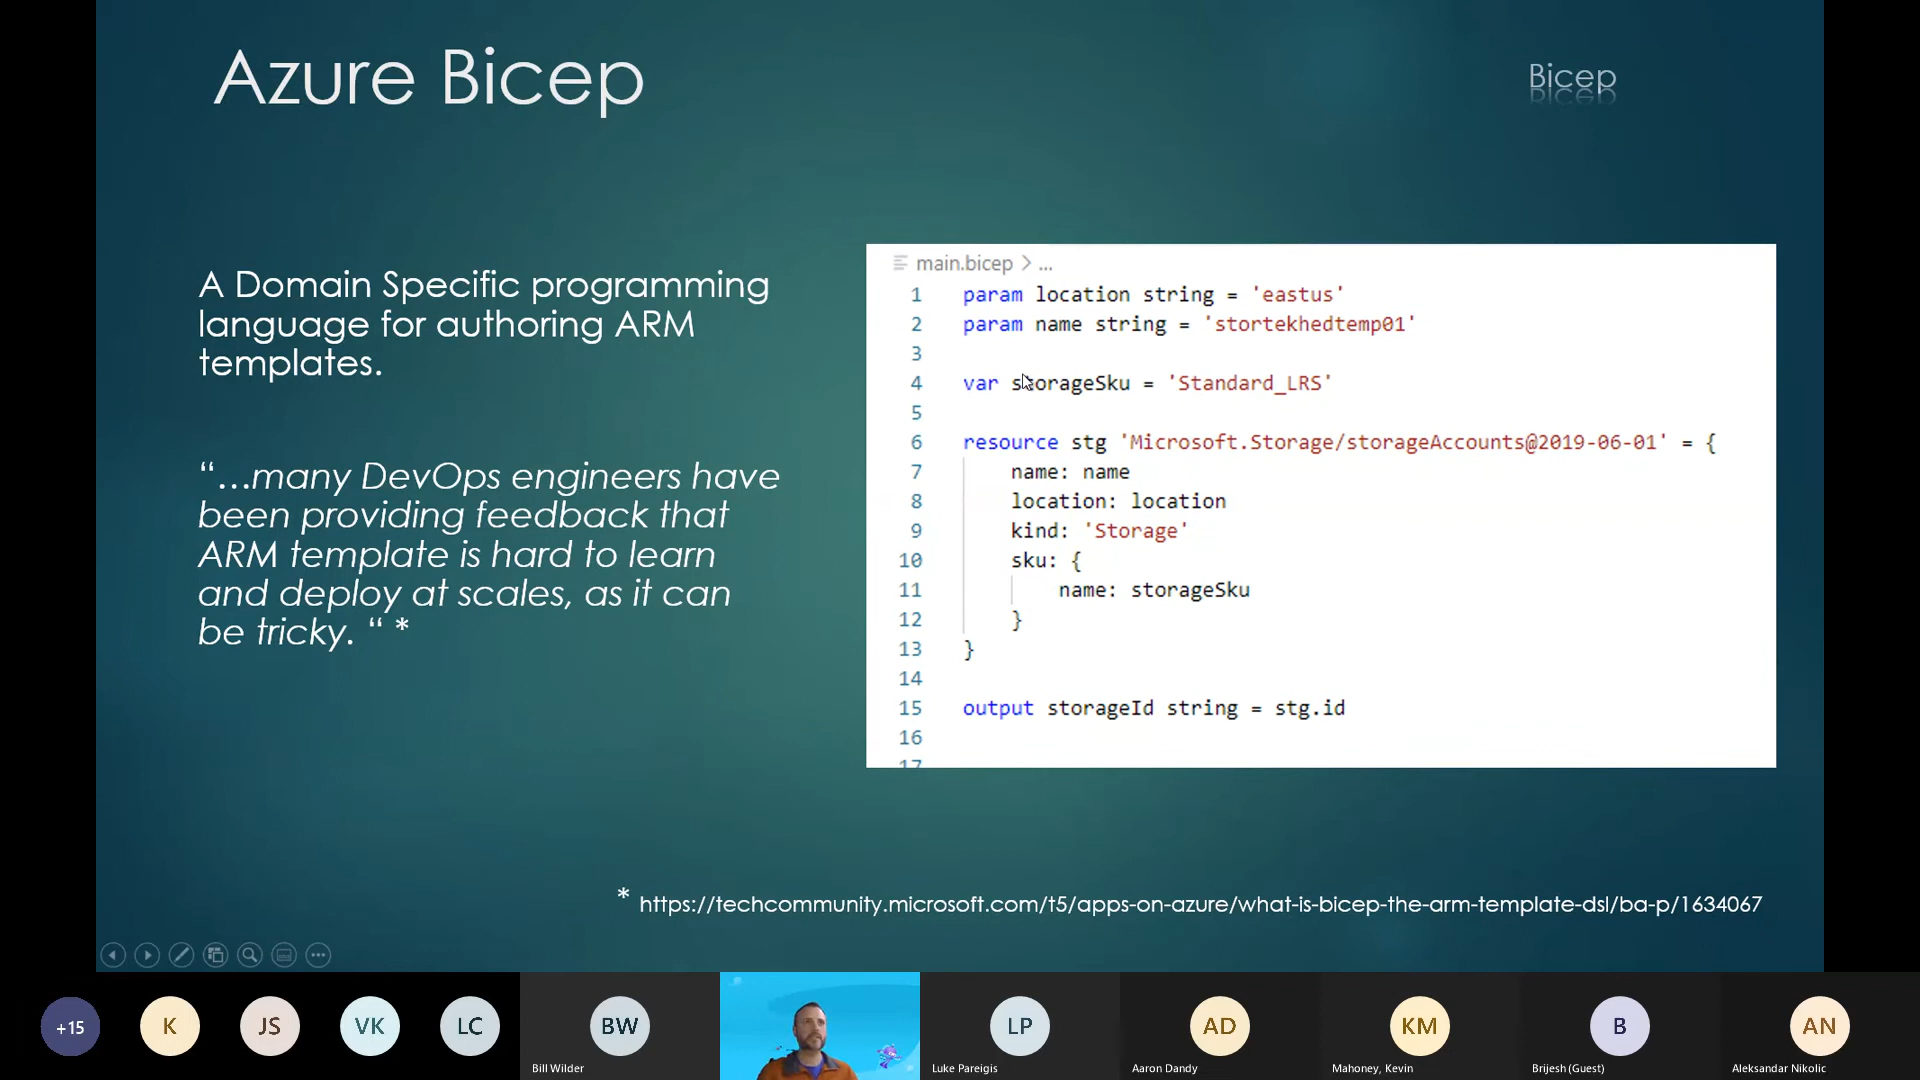 Azure Bicep
Bicep
A Domain Specific programming
language for authoring ARM
templates.
“…many DevOps engineers have
been providing feedback that
ARM template is hard to learn
and deploy at scales, as it can
be tricky. “ *
main.bicep > ...
1 param location string = 'eastus'
2 param name string = 'stortekhedtemp01'
3
4 var storageSku = 'Standard_LRS'
5
6 resource stg 'Microsoft.Storage/storageAccounts@2019-06-01' = {
7 name: name
8 location: location
9 kind: 'Storage'
10 sku: {
11 name: storageSku
12 }
13 }
14
15 output storageId string = stg.id
16
17
* https://techcommunity.microsoft.com/t5/apps-on-azure/what-is-bicep-the-arm-template-dsl/ba-p/1634067
+15
K
JS
VK
LC
BW
LP
AD
KM
B
AN
Bill Wilder
Luke Pareigis
Aaron Dandy
Mahoney, Kevin
Brijesh (Guest)
Aleksandar Nikolic